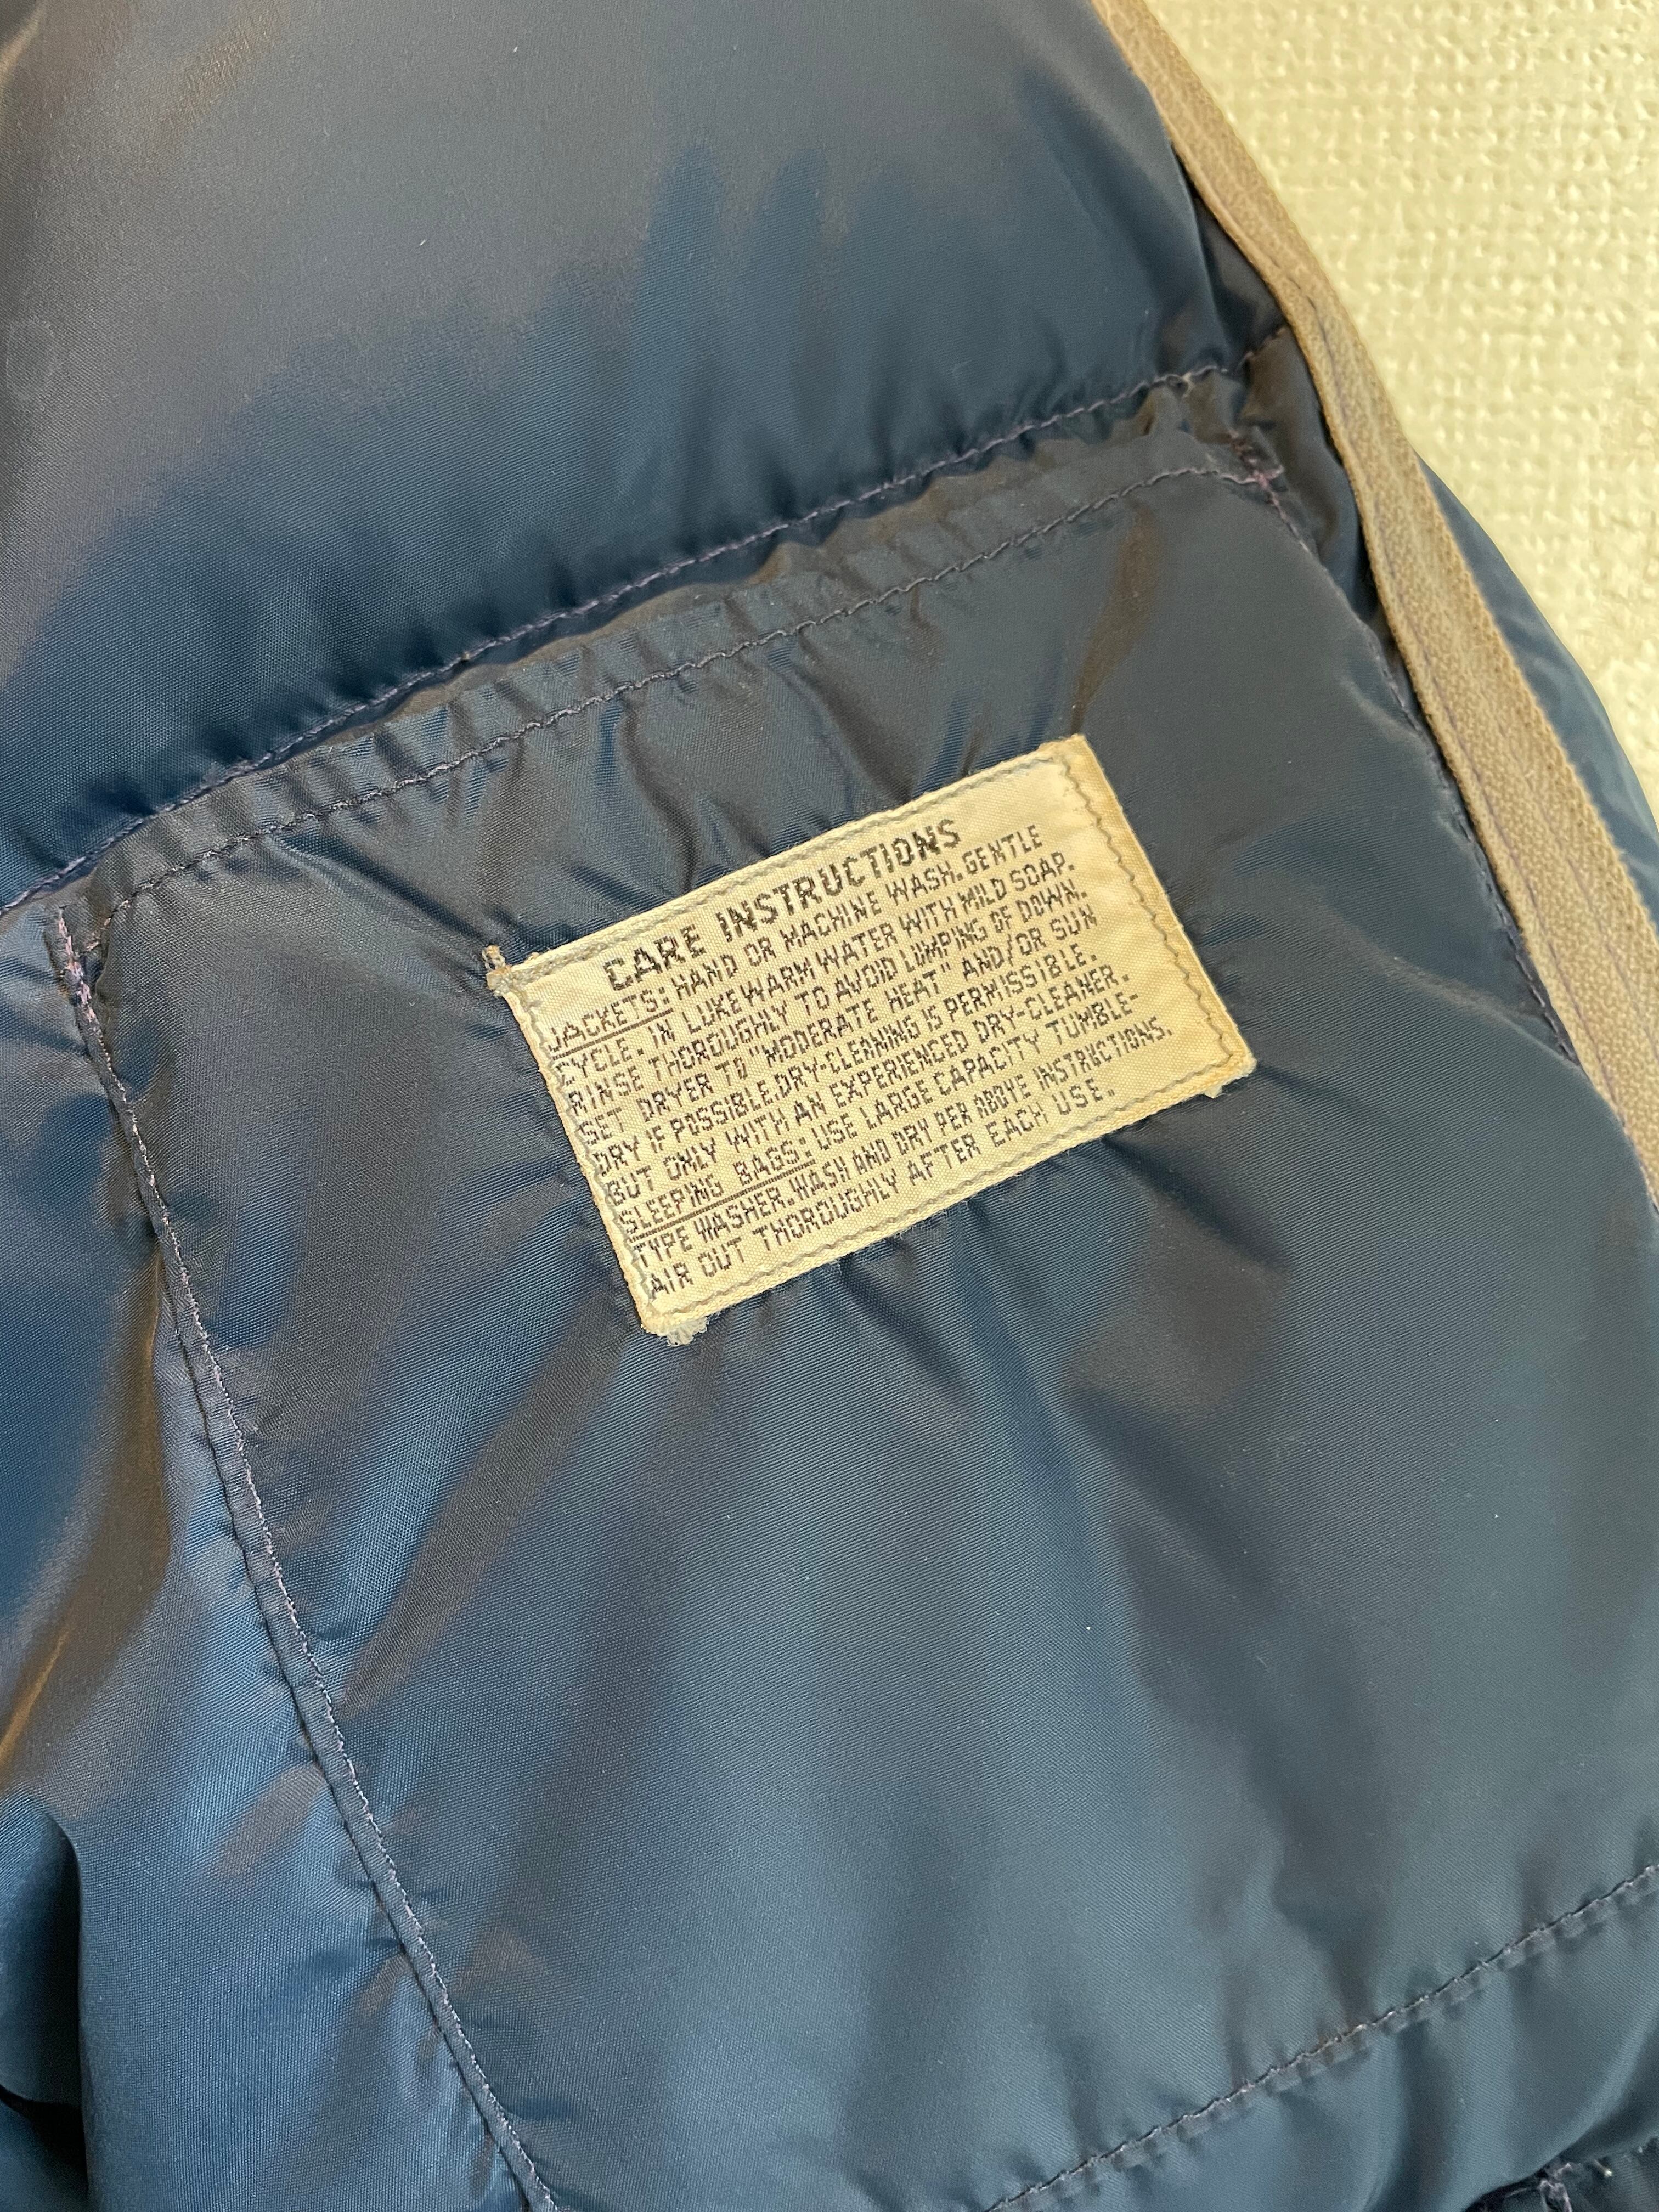 CARE INSTRUCTIONS
JACKETS: HAND OR MACHINE WASH. GENTLE
CYCLE. IN LUKEWARM WATER WITH MILD SOAP.
RINSE THOROUGHLY TO AVOID LUMPING OF DOWN.
SET DRYER TO "MODERATE HEAT" AND/OR SUN
DRY IF POSSIBLE.DRY-CLEANING IS PERMISSIBLE.
BUT ONLY WITH AN EXPERIENCED DRY-CLEANER.
SLEEPING BAGS: USE LARGE CAPACITY TUMBLE-
TYPE WASHER.WASH AND DRY PER ABOVE INSTRUCTIONS.
AIR OUT THOROUGHLY AFTER EACH USE.